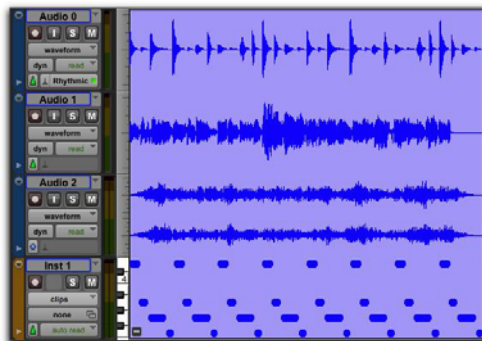 Audio 0
I S M
waveform
dyn read
Rhythmic
Audio 1
I S M
waveform
dyn read
Audio 2
I S M
waveform
dyn read
Inst 1
S M
clips
none
auto read
4